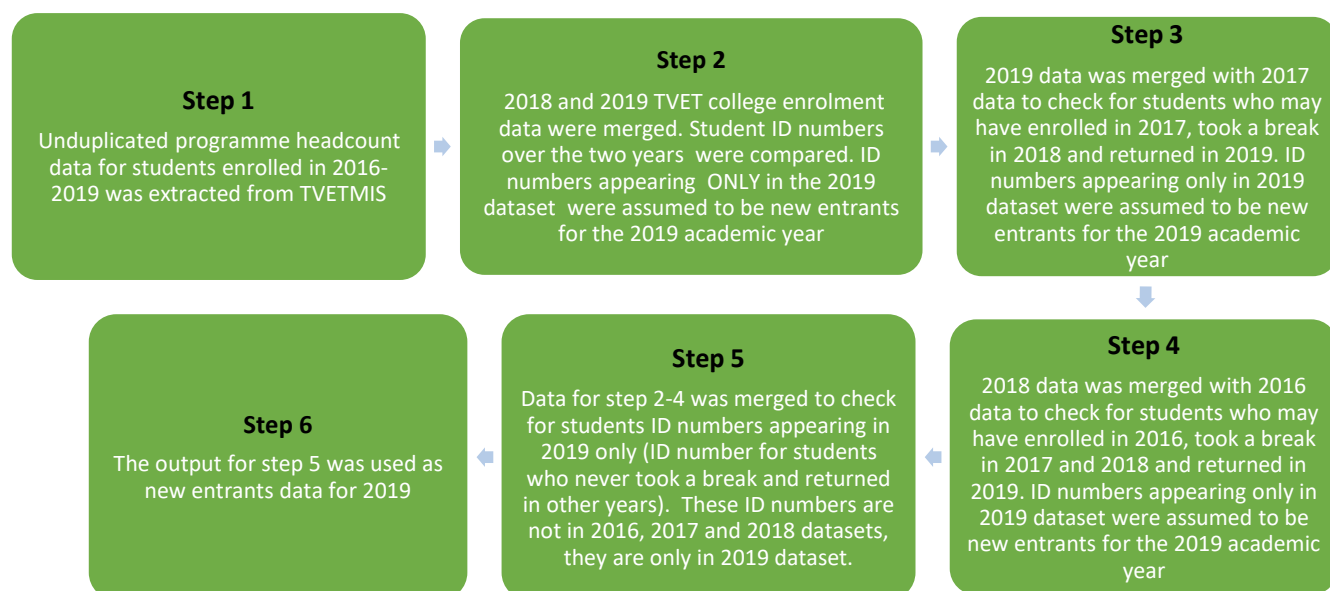 Step 1
Unduplicated programme headcount
data for students enrolled in 2016-
2019 was extracted from TVETMIS
Step 2
2018 and 2019 TVET college enrolment
data were merged. Student ID numbers
over the two years were compared. ID
numbers appearing ONLY in the 2019
dataset were assumed to be new entrants
for the 2019 academic year
Step 3
2019 data was merged with 2017
data to check for students who may
have enrolled in 2017, took a break
in 2018 and returned in 2019. ID
numbers appearing only in 2019
dataset were assumed to be new
entrants for the 2019 academic
year
Step 4
2018 data was merged with 2016
data to check for students who may
have enrolled in 2016, took a break
in 2017 and 2018 and returned in
2019. ID numbers appearing only in
2019 dataset were assumed to be
new entrants for the 2019 academic
year
Step 5
Data for step 2-4 was merged to check
for students ID numbers appearing in
2019 only (ID number for students
who never took a break and returned
in other years). These ID numbers are
not in 2016, 2017 and 2018 datasets,
they are only in 2019 dataset.
Step 6
The output for step 5 was used as
new entrants data for 2019